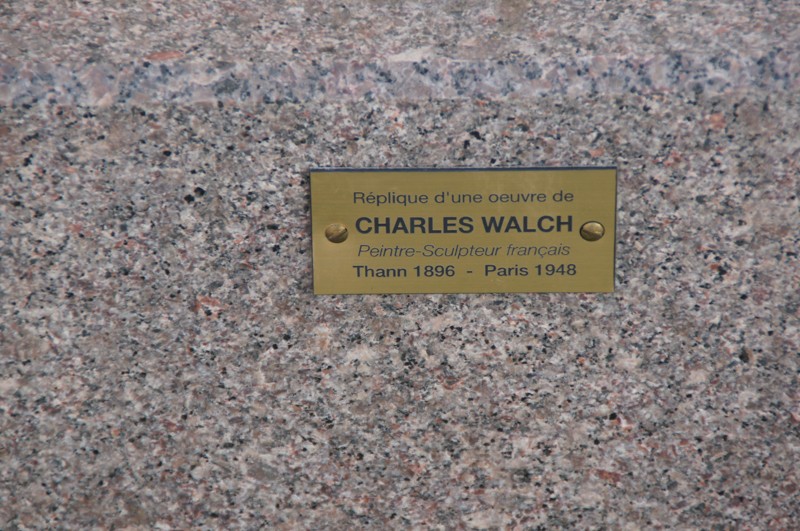 Réplique d'une oeuvre de
CHARLES WALCH
Peintre-Sculpteur français
Thann 1896 - Paris 1948